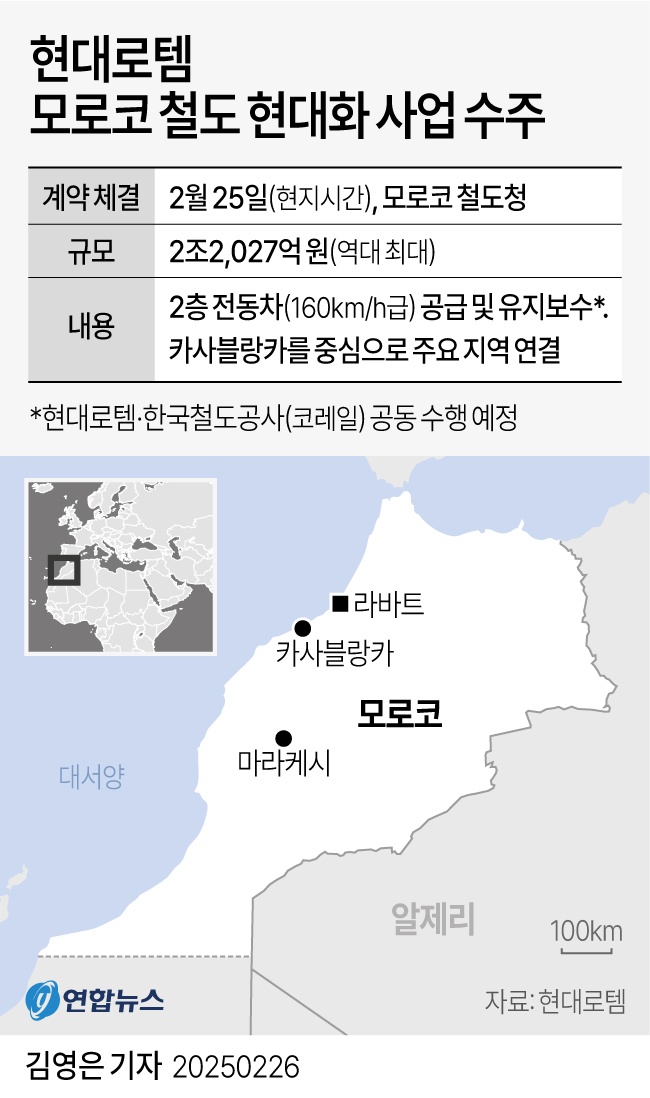 현대로템
모로코 철도 현대화 사업 수주
계약 체결
2월 25일(현지시간), 모로코 철도청
규모
2조2,027억 원(역대 최대)
내용
2층 전동차(160km/h급) 공급 및 유지보수*.
카사블랑카를 중심으로 주요 지역 연결
*현대로템·한국철도공사(코레일) 공동 수행 예정
라바트
카사블랑카
모로코
마라케시
대서양
알제리
100km
y 연합뉴스
자료: 현대로템
김영은 기자 20250226